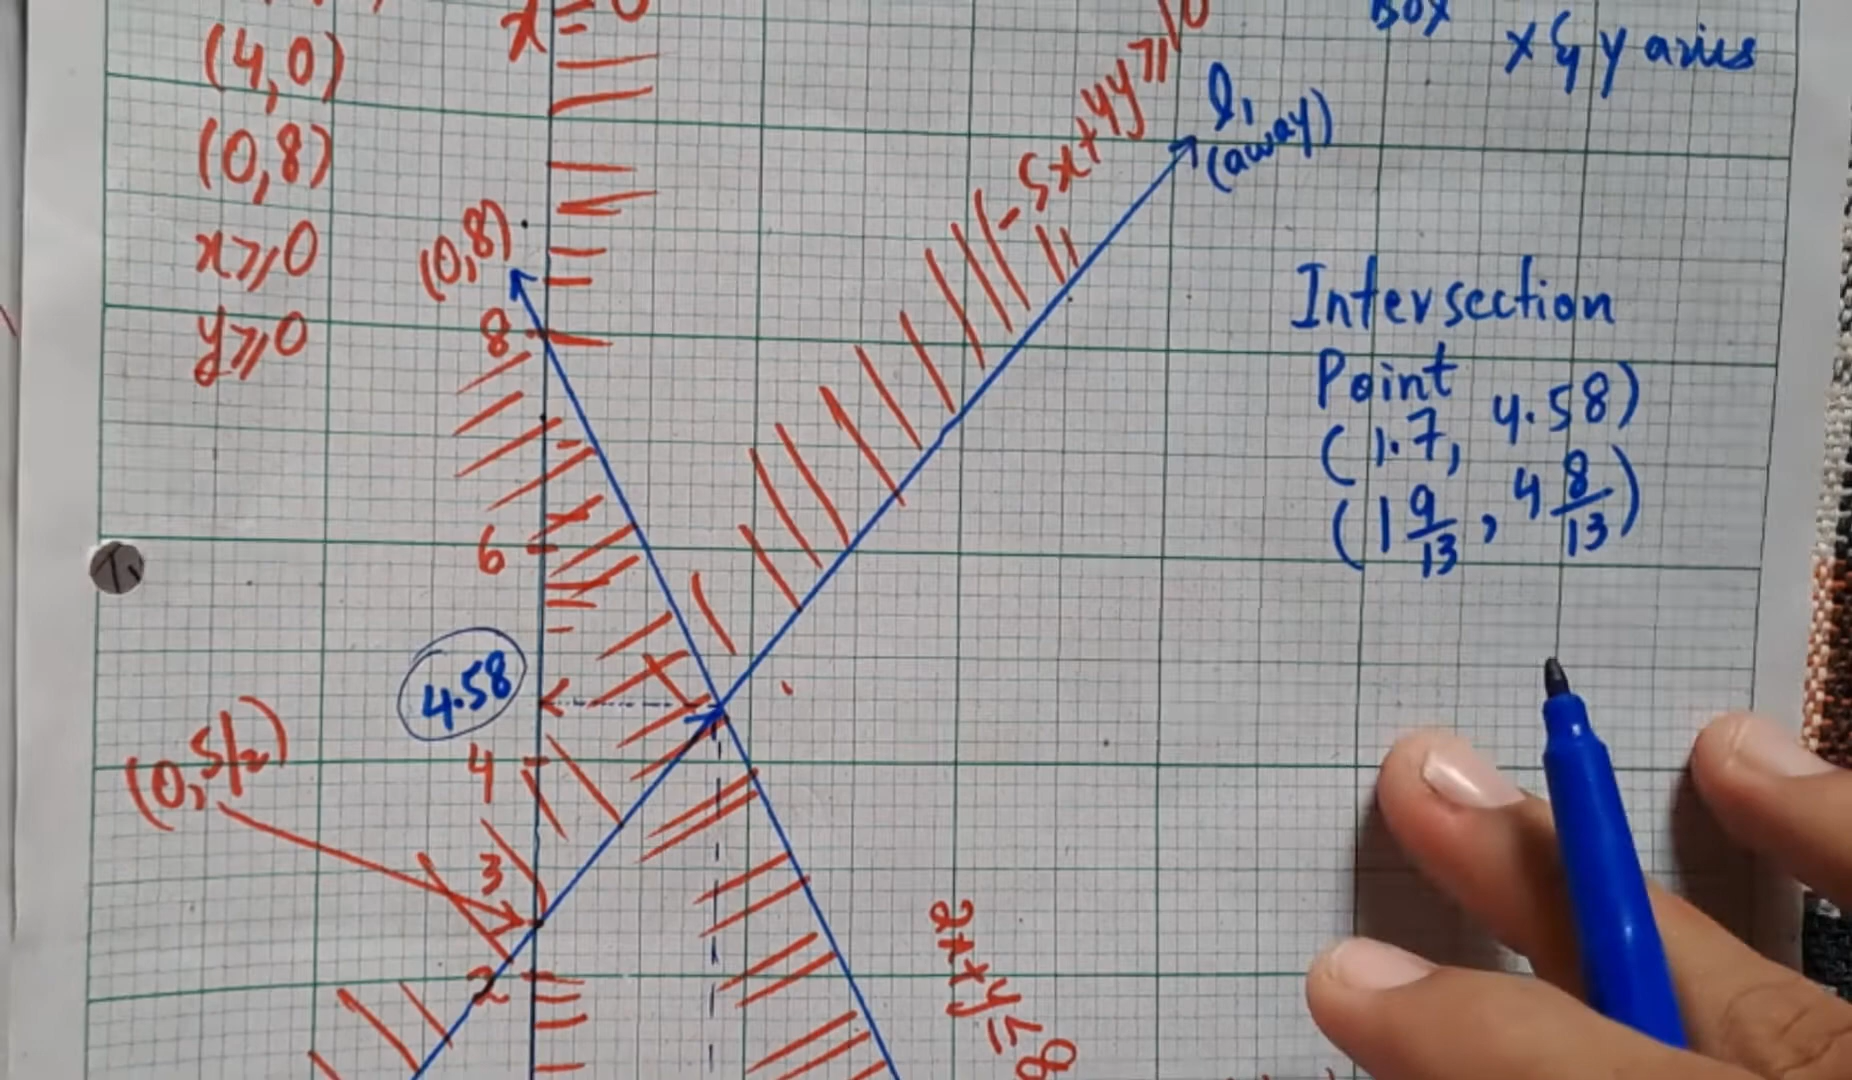 x = 0
Box
x & y axies
(4,0)
(0,8)
x ⩾ 0
y ⩾ 0
-5x+4y ⩾ 10
l₁
(away)
(0,8)
8
6
4.58
4
(0, 5/2)
3
2
Intersection
Point
(1.7, 4.58)
(1 9/13, 4 8/13)
2x+y ≤ 8